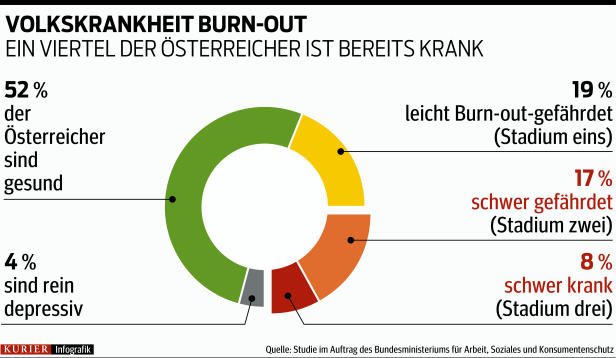 VOLKSKRANKHEIT BURN-OUT
EIN VIERTEL DER ÖSTERREICHER IST BEREITS KRANK
52 %
der
Österreicher
sind
gesund
4 %
sind rein
depressiv
19 %
leicht Burn-out-gefährdet
(Stadium eins)
17 %
schwer gefährdet
(Stadium zwei)
8 %
schwer krank
(Stadium drei)
KURIER Infografik
Quelle: Studie im Auftrag des Bundesministeriums für Arbeit, Soziales und Konsumentenschutz